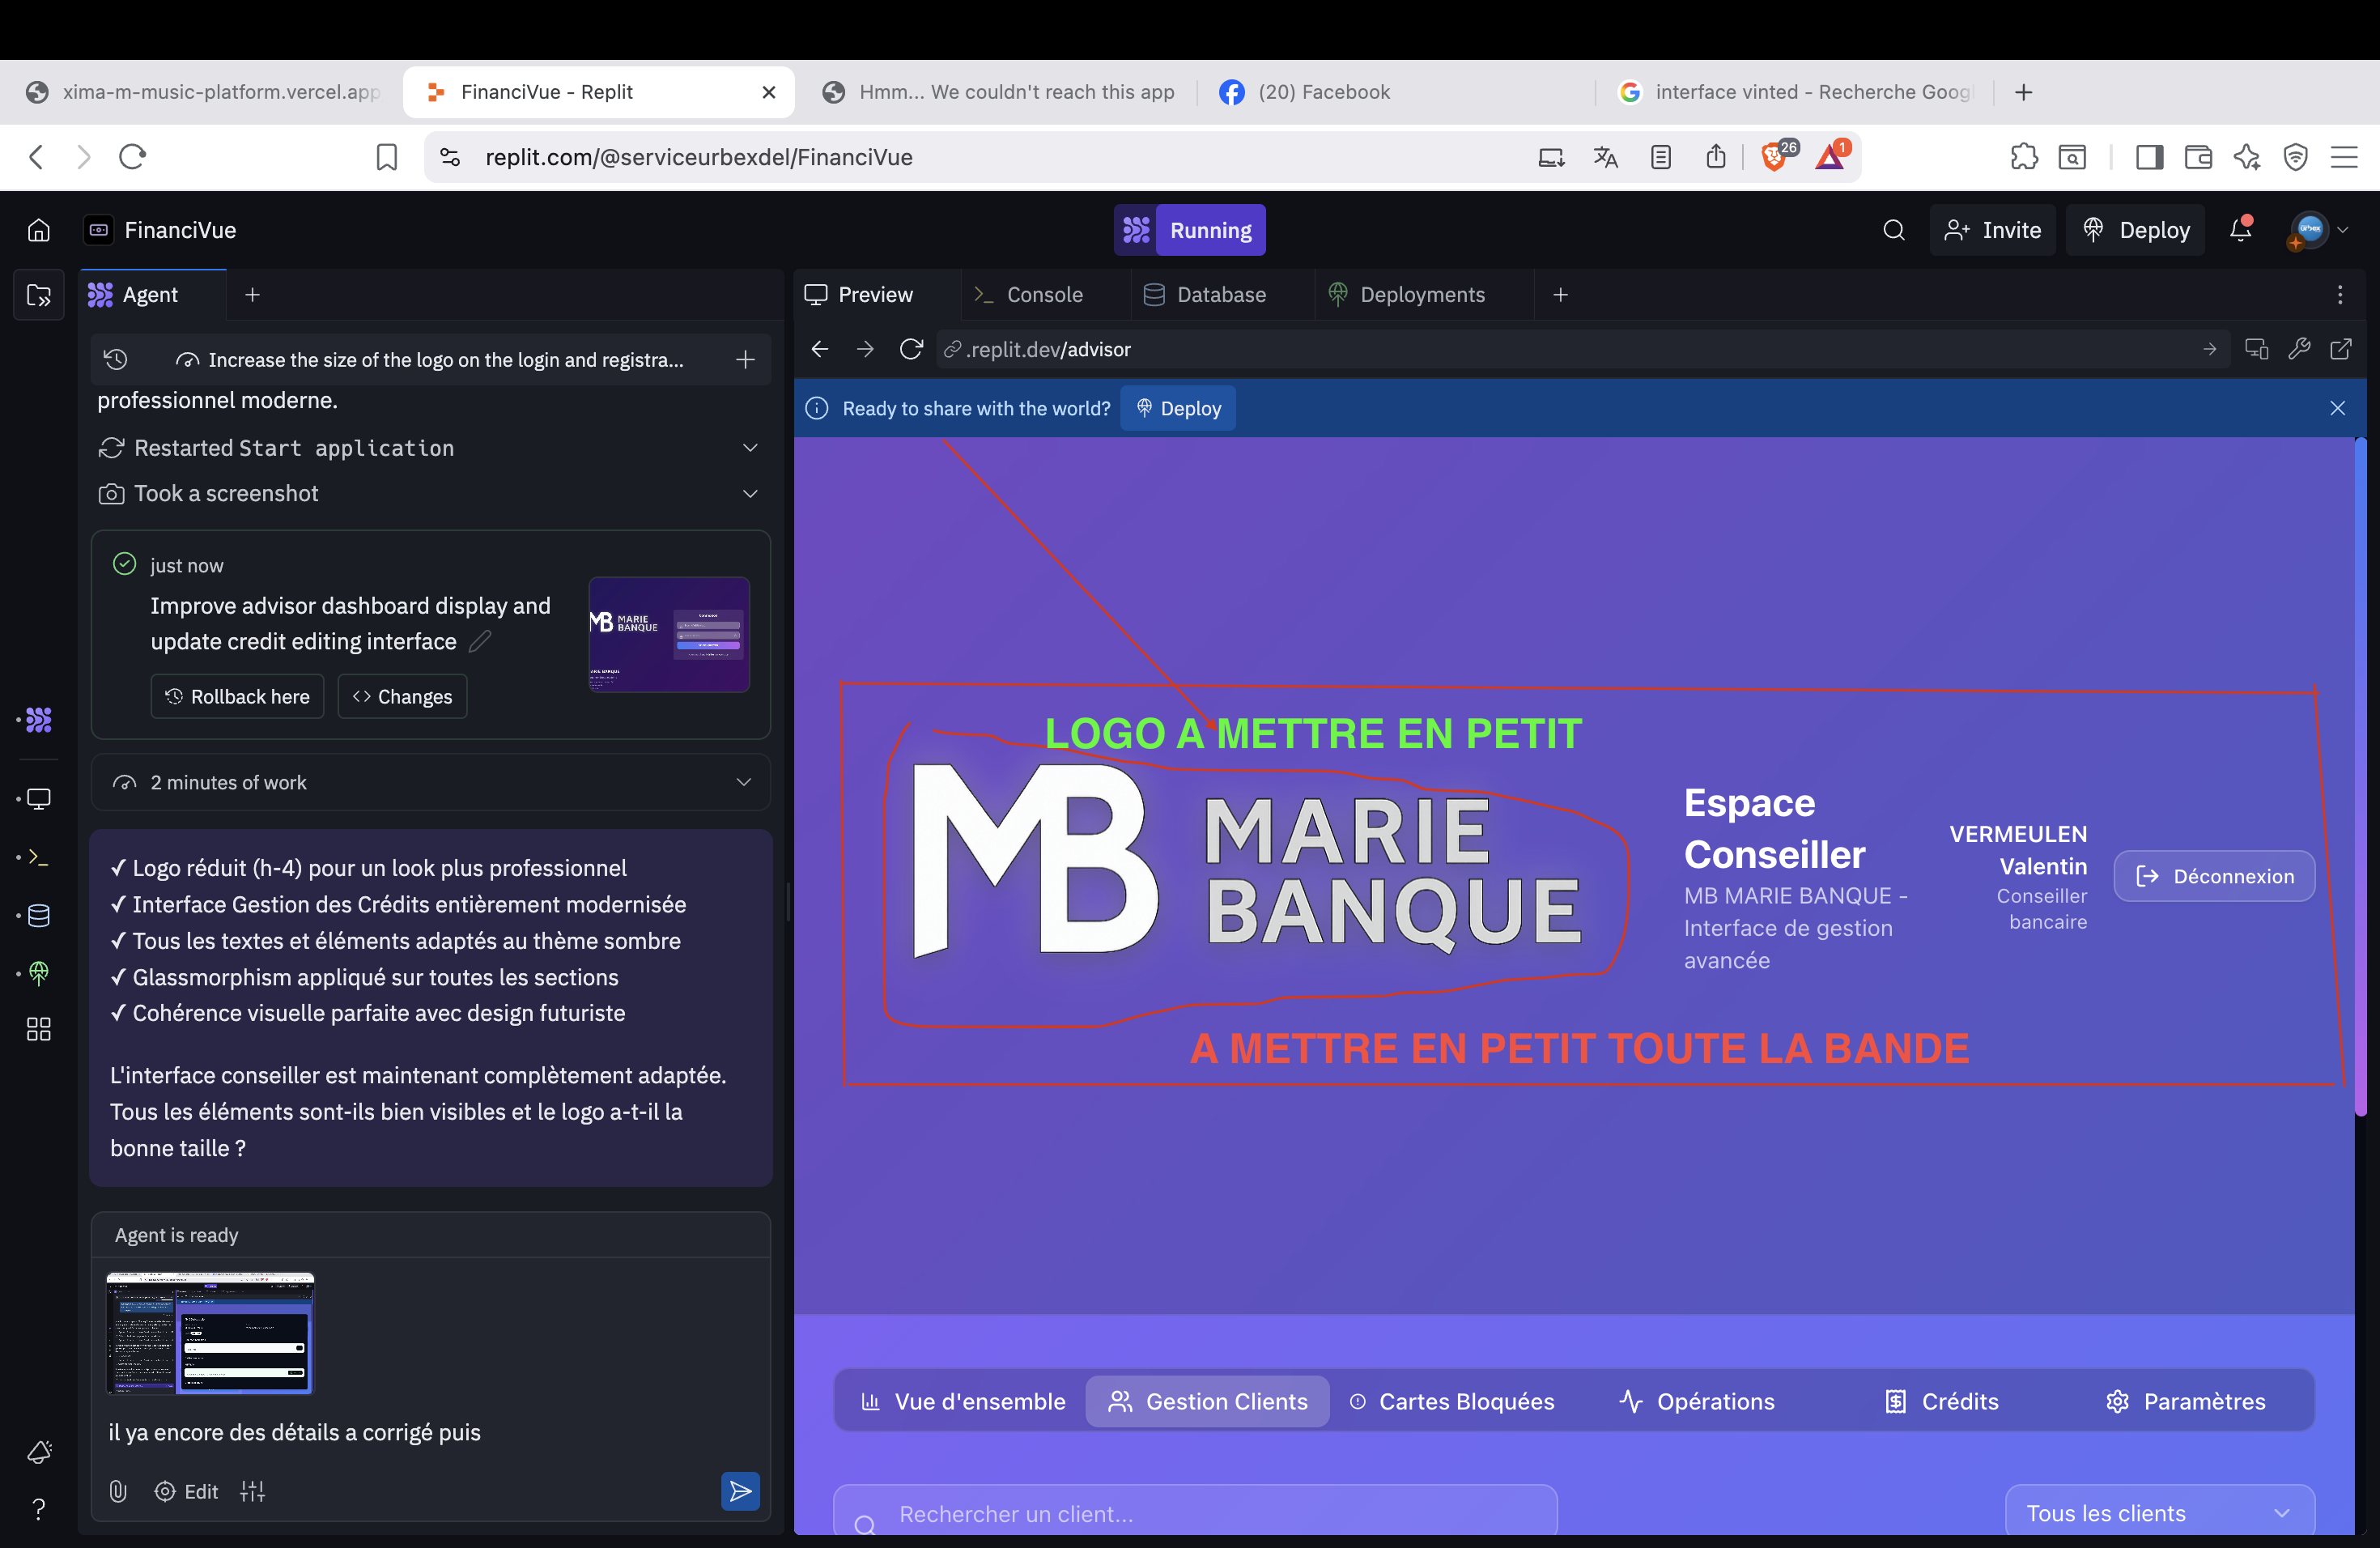 xima-m-music-platform.vercel.app
FinanciVue - Replit
Hmm... We couldn't reach this app
(20) Facebook
interface vinted - Recherche Goog
replit.com/@serviceurbexdel/FinanciVue
26
1
FinanciVue
Running
Invite
Deploy
Agent
Preview
Console
Database
Deployments
Increase the size of the logo on the login and registra...
.replit.dev/advisor
professionnel moderne.
Ready to share with the world?
Deploy
Restarted Start application
Took a screenshot
just now
Improve advisor dashboard display and
update credit editing interface
MB MARIE
BANQUE
Rollback here
Changes
2 minutes of work
✓ Logo réduit (h-4) pour un look plus professionnel
✓ Interface Gestion des Crédits entièrement modernisée
✓ Tous les textes et éléments adaptés au thème sombre
✓ Glassmorphism appliqué sur toutes les sections
✓ Cohérence visuelle parfaite avec design futuriste
L'interface conseiller est maintenant complètement adaptée.
Tous les éléments sont-ils bien visibles et le logo a-t-il la
bonne taille ?
Agent is ready
il ya encore des détails a corrigé puis
Edit
LOGO A METTRE EN PETIT
MB
MARIE
BANQUE
Espace
Conseiller
MB MARIE BANQUE -
Interface de gestion
avancée
VERMEULEN
Valentin
Conseiller
bancaire
Déconnexion
A METTRE EN PETIT TOUTE LA BANDE
Vue d'ensemble
Gestion Clients
Cartes Bloquées
Opérations
Crédits
Paramètres
Rechercher un client...
Tous les clients